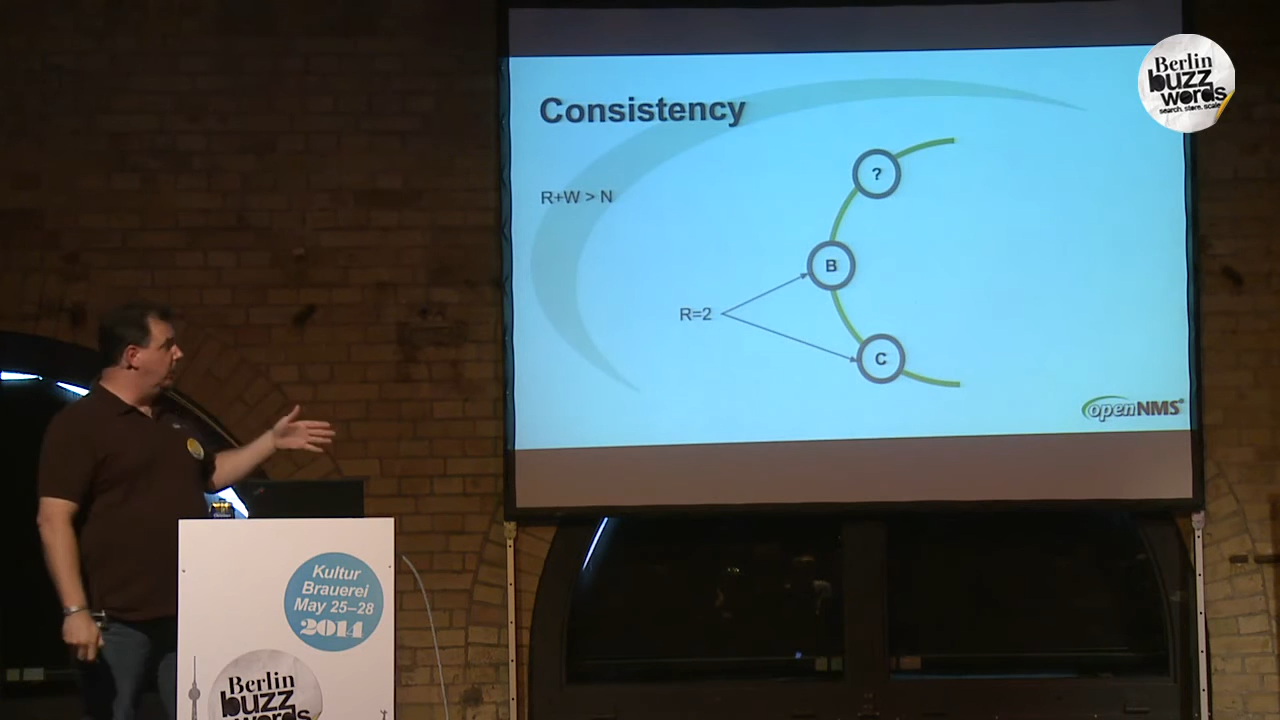 Consistency
R+W > N
?
B
R=2
C
openNMS®
Berlin
buzz
words
search. store. scale
Kultur
Brauerei
May 25–28
2014
Berlin
buzz
words